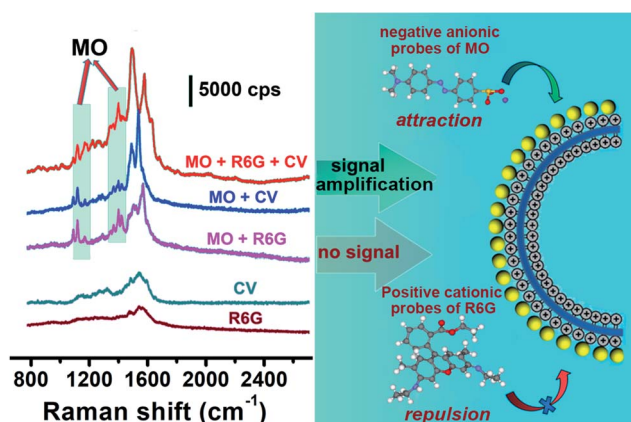 MO
5000 cps
MO + R6G + CV
MO + CV
MO + R6G
CV
R6G
800 1200 1600 2000 2400
Raman shift (cm⁻¹)
negative anionic
probes of MO
attraction
signal
amplification
no signal
Positive cationic
probes of R6G
repulsion